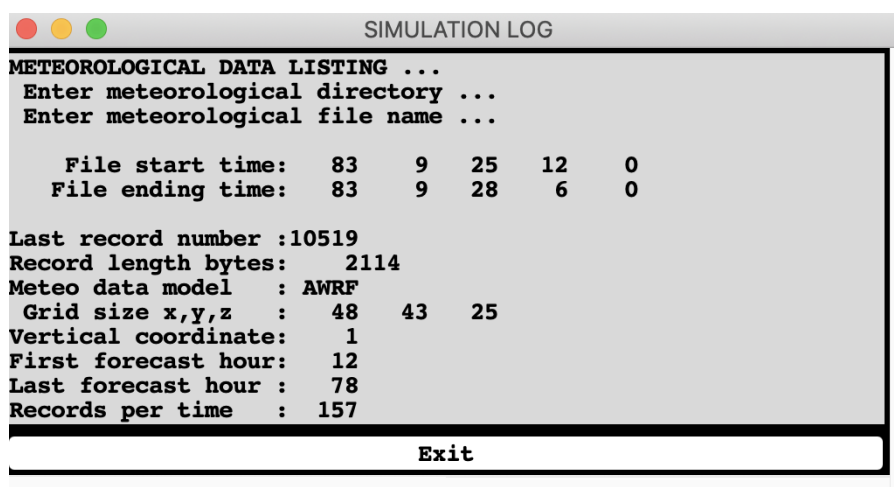 SIMULATION LOG
METEOROLOGICAL DATA LISTING ...
Enter meteorological directory ...
Enter meteorological file name ...
File start time: 83 9 25 12 0
File ending time: 83 9 28 6 0
Last record number :10519
Record length bytes: 2114
Meteo data model : AWRF
Grid size x,y,z : 48 43 25
Vertical coordinate: 1
First forecast hour: 12
Last forecast hour : 78
Records per time : 157
Exit